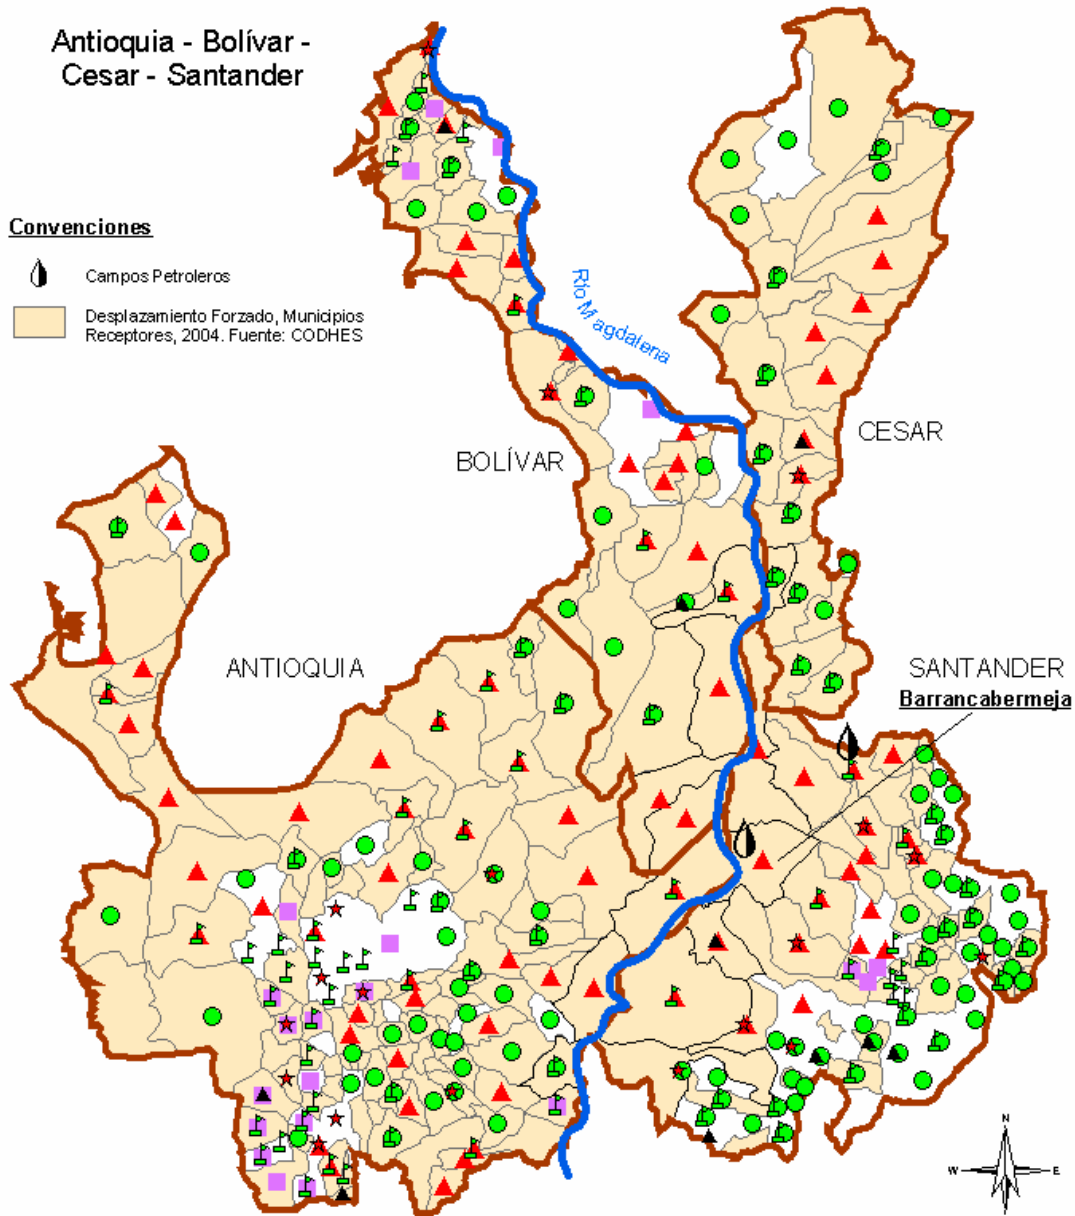 Antioquia - Bolívar -
Cesar - Santander
Convenciones
Campos Petroleros
Desplazamiento Forzado, Municipios
Receptores, 2004. Fuente: CODHES
Río Magdalena
BOLÍVAR
CESAR
ANTIOQUIA
SANTANDER
Barrancabermeja
N
W
E
S